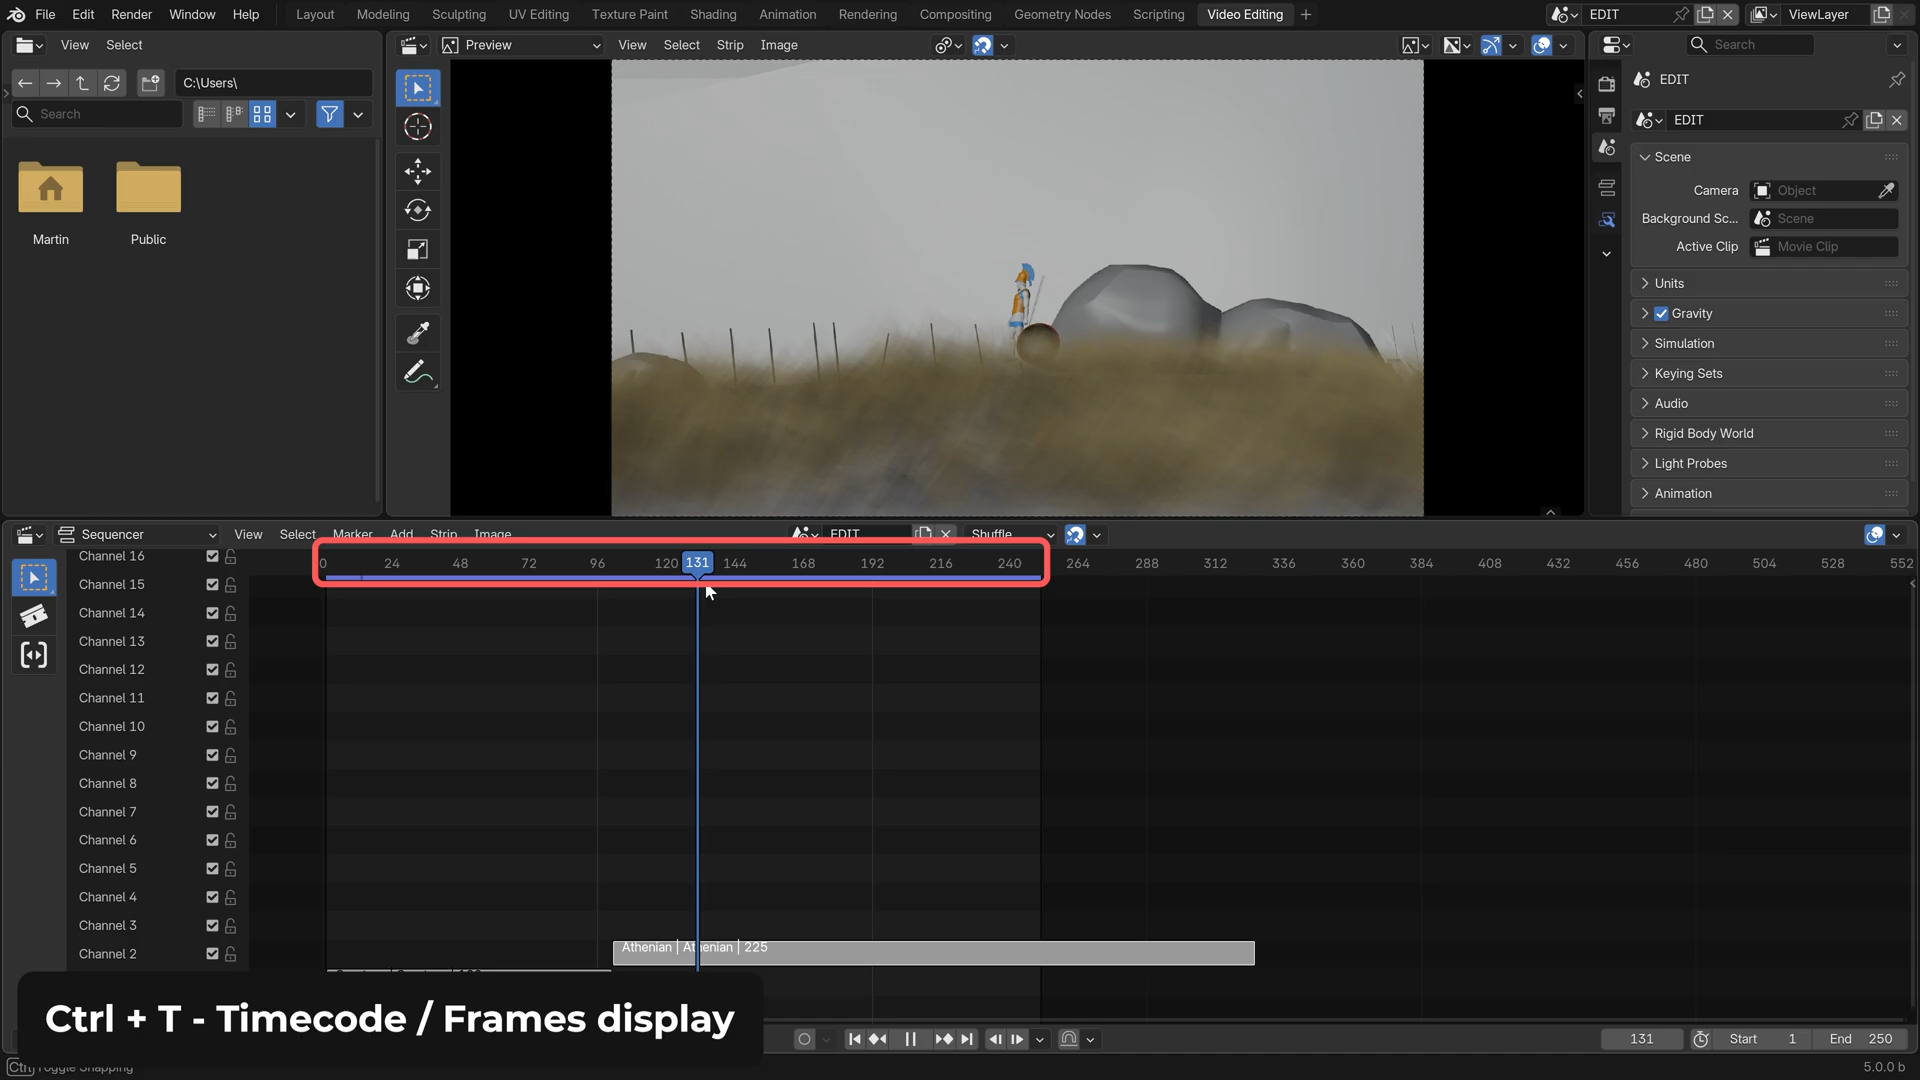 File Edit Render Window Help Layout Modeling Sculpting UV Editing Texture Paint Shading Animation Rendering Compositing Geometry Nodes Scripting Video Editing EDIT ViewLayer
View Select Preview View Select Strip Image Search
C:\Users\ EDIT
Search EDIT
Scene
Camera Object
Background Sc... Scene
Active Clip Movie Clip
Martin Public
Units
Gravity
Simulation
Keying Sets
Audio
Rigid Body World
Light Probes
Animation
Sequencer View Select Marker Add Strip Image EDIT Shuffle
0 24 48 72 96 120 131 144 168 192 216 240 264 288 312 336 360 384 408 432 456 480 504 528 552
Channel 16
Channel 15
Channel 14
Channel 13
Channel 12
Channel 11
Channel 10
Channel 9
Channel 8
Channel 7
Channel 6
Channel 5
Channel 4
Channel 3
Channel 2 Athenian | Athenian | 225
Ctrl + T - Timecode / Frames display
131 Start 1 End 250
Ctrl Toggle Snapping 5.0.0 b